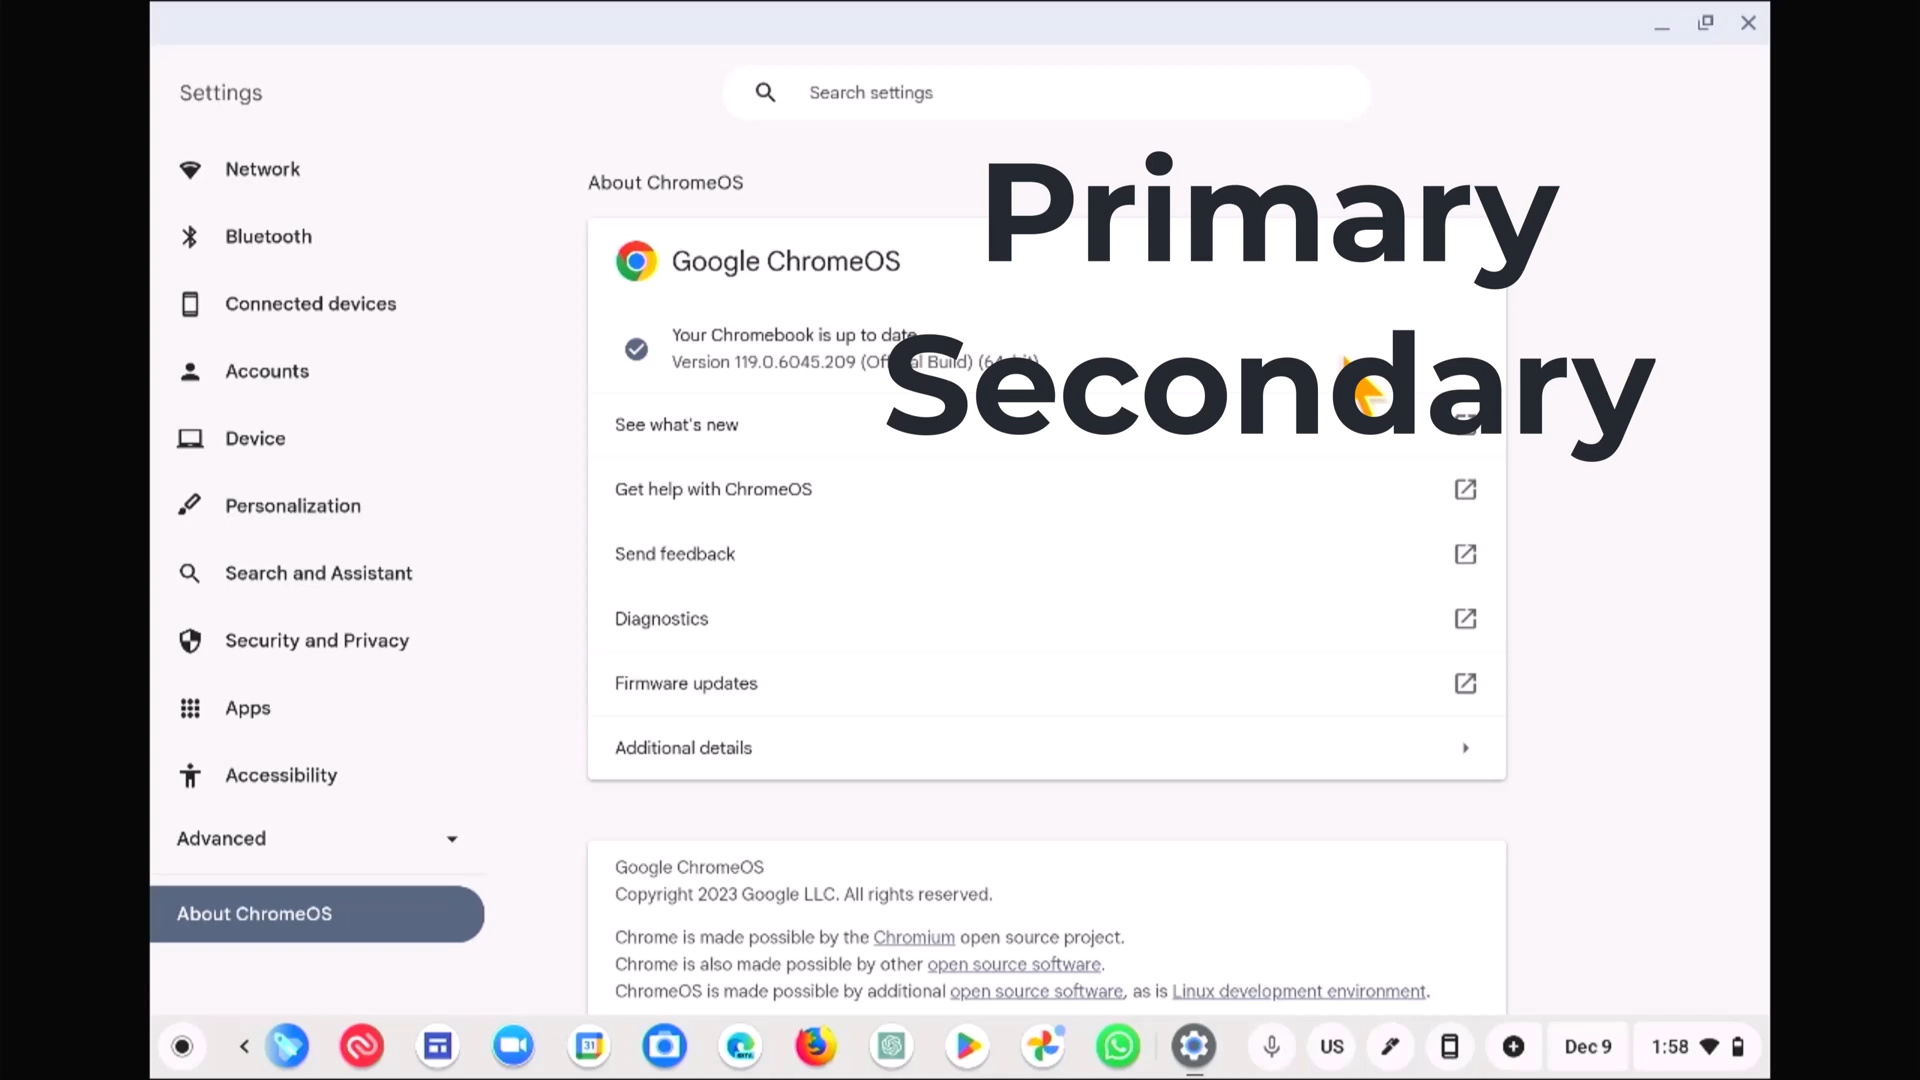 Settings
Search settings
Network
Bluetooth
Connected devices
Accounts
Device
Personalization
Search and Assistant
Security and Privacy
Apps
Accessibility
Advanced
About ChromeOS
About ChromeOS
Primary
Secondary
Google ChromeOS
Your Chromebook is up to date
Version 119.0.6045.209
See what's new
Get help with ChromeOS
Send feedback
Diagnostics
Firmware updates
Additional details
Google ChromeOS
Copyright 2023 Google LLC. All rights reserved.
Chrome is made possible by the Chromium open source project.
Chrome is also made possible by other open source software.
ChromeOS is made possible by additional open source software, as is Linux development environment.
31
US
Dec 9
1:58